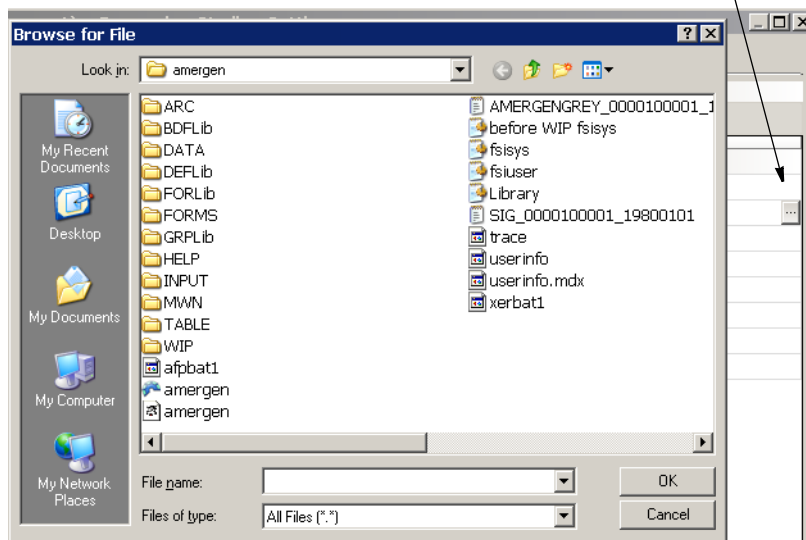 Browse for File
Look in: amergen
My Recent
Documents
Desktop
My Documents
My Computer
My Network
Places
ARC
BDFLib
DATA
DEFLib
FORLib
FORMS
GRPLib
HELP
INPUT
MWN
TABLE
WIP
afpbat1
amergen
amergen
AMERGENGREY_0000100001_1
before WIP fsisys
fsisys
fsiuser
Library
SIG_0000100001_19800101
trace
userinfo
userinfo.mdx
xerbat1
File name:
OK
Files of type: All Files (*.*)
Cancel
...